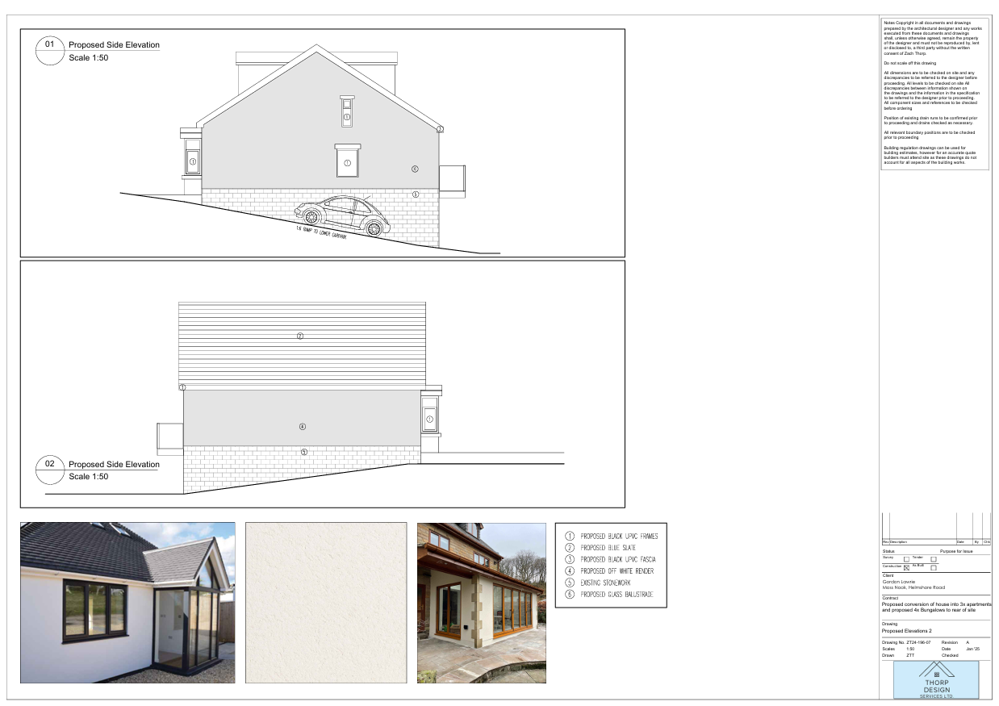 01
Proposed Side Elevation
Scale 1:50
1
1
1
3
6
5
1:6 RAMP TO LOWER CARPARK
2
3
1
4
5
02
Proposed Side Elevation
Scale 1:50
1 PROPOSED BLACK UPVC FRAMES
2 PROPOSED BLUE SLATE
3 PROPOSED BLACK UPVC FASCIA
4 PROPOSED OFF WHITE RENDER
5 EXISTING STONEWORK
6 PROPOSED GLASS BALUSTRADE
Notes Copyright in all documents and drawings
prepared by the architectural designer and any works
executed from these documents and drawings
shall, unless otherwise agreed, remain the property
of the designer and must not be reproduced by, lent
or disclosed to, a third party without the written
consent of Zach Thorp.
Do not scale off this drawing
All dimensions are to be checked on site and any
discrepancies to be referred to the designer before
proceeding. All levels to be checked on site All
discrepancies between information shown on
the drawings and the information in the specification
to be referred to the designer prior to proceeding.
All component sizes and references to be checked
before ordering
Position of existing drain runs to be confirmed prior
to proceeding and drains checked as necessary.
All relevant boundary positions are to be checked
prior to proceeding
Building regulation drawings can be used for
building estimates, however for an accurate quote
builders must attend site as these drawings do not
account for all aspects of the building works.
Rev Description Date By Chk
Status Purpose for Issue
Survey Tender
Construction As Built
Client
Gordon Lawrie
Moss Nook, Helmshore Road
Contract
Proposed conversion of house into 3x apartments
and proposed 4x Bungalows to rear of site
Drawing
Proposed Elevations 2
Drawing No. ZT24-196-07 Revision A
Scales 1:50 Date Jan '25
Drawn ZTT Checked
THORP
DESIGN
SERVICES LTD.